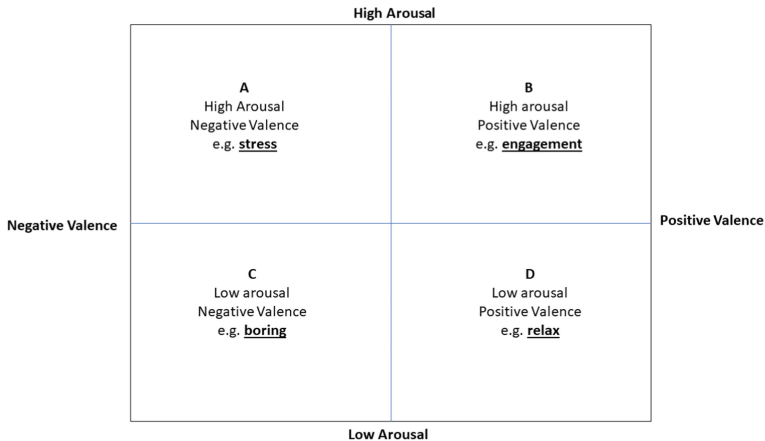 High Arousal
A
High Arousal
Negative Valence
e.g. stress
B
High arousal
Positive Valence
e.g. engagement
Negative Valence
Positive Valence
C
Low arousal
Negative Valence
e.g. boring
D
Low arousal
Positive Valence
e.g. relax
Low Arousal